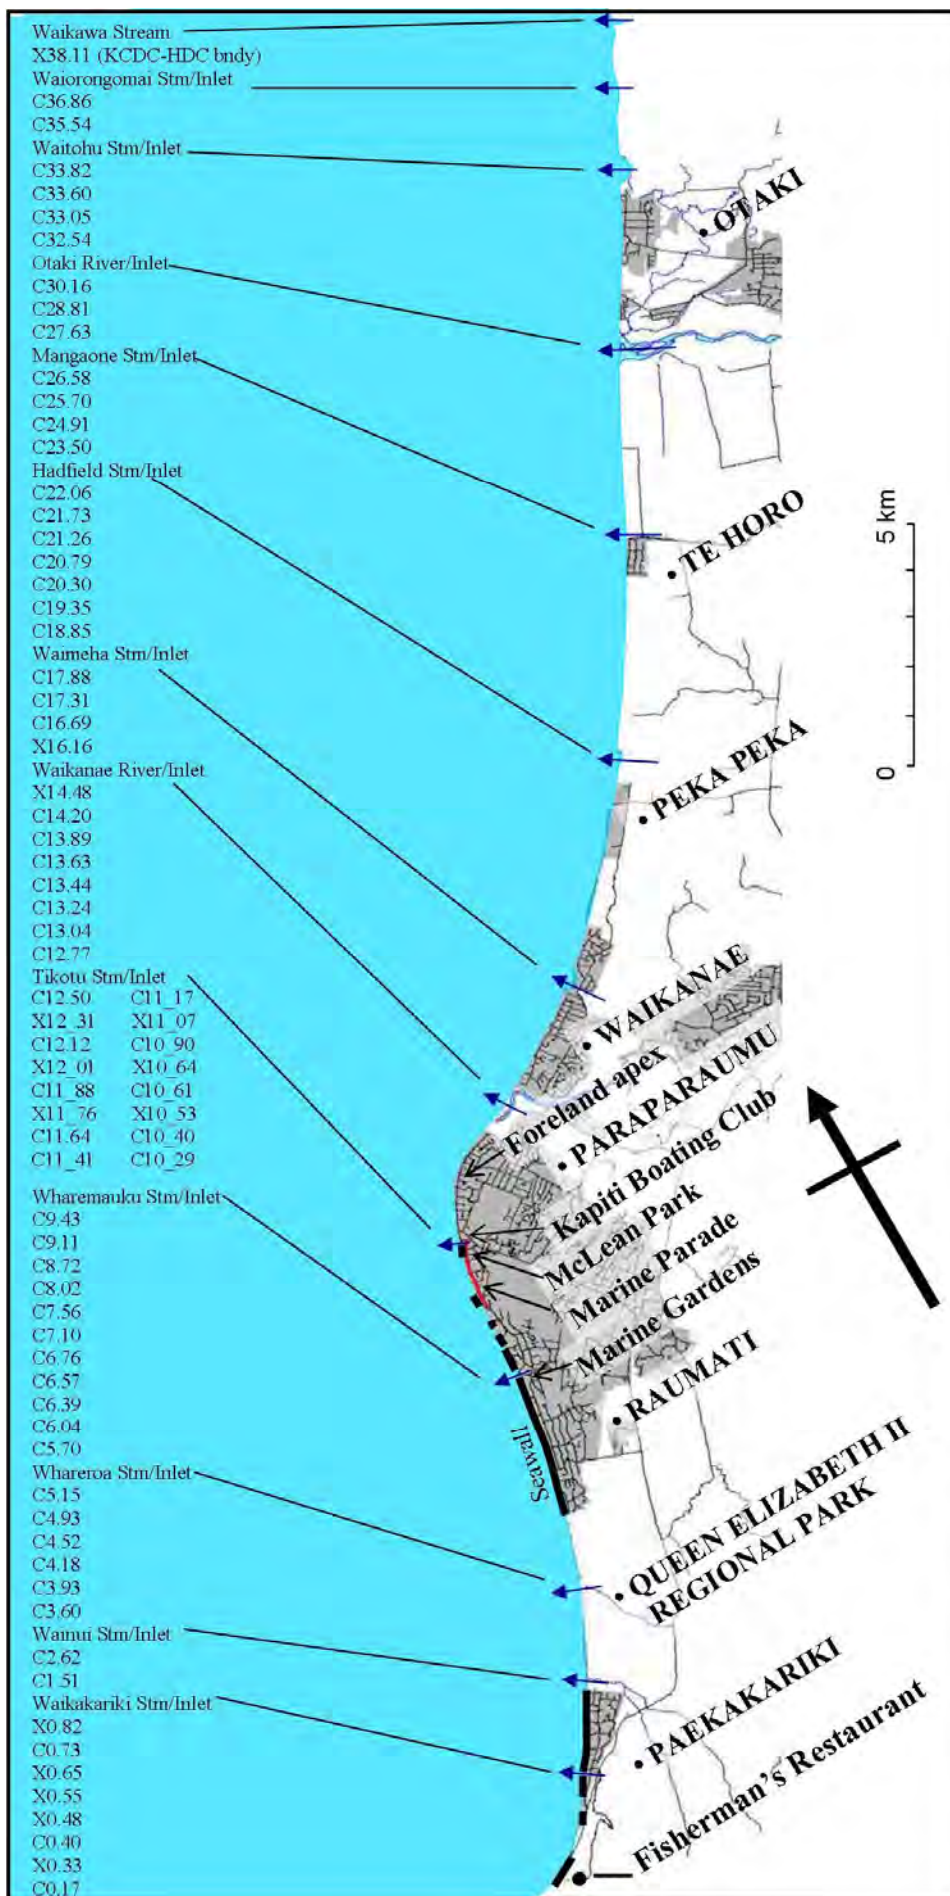 Waikawa Stream
X38.11 (KCDC-HDC bndy)
Waiorongomai Stm/Inlet
C36.86
C35.54
Waitohu Stm/Inlet
C33.82
C33.60
C33.05
C32.54
Otaki River/Inlet
C30.16
C28.81
C27.63
Mangaone Stm/Inlet
C26.58
C25.70
C24.91
C23.50
Hadfield Stm/Inlet
C22.06
C21.73
C21.26
C20.79
C20.30
C19.35
C18.85
Waimeha Stm/Inlet
C17.88
C17.31
C16.69
X16.16
Waikanae River/Inlet
X14.48
C14.20
C13.89
C13.63
C13.44
C13.24
C13.04
C12.77
Tikotu Stm/Inlet
C12.50 C11_17
X12_31 X11_07
C12.12 C10_90
X12_01 X10_64
C11_88 C10_61
X11_76 X10_53
C11.64 C10_40
C11_41 C10_29
Wharemauku Stm/Inlet
C9.43
C9.11
C8.72
C8.02
C7.56
C7.10
C6.76
C6.57
C6.39
C6.04
C5.70
Whareroa Stm/Inlet
C5.15
C4.93
C4.52
C4.18
C3.93
C3.60
Wainui Stm/Inlet
C2.62
C1.51
Waikakariki Stm/Inlet
X0.82
C0.73
X0.65
X0.55
X0.48
C0.40
X0.33
C0.17
OTAKI
TE HORO
5 km
0
PEKA PEKA
WAIKANAE
Foreland apex
PARAPARAUMU
Kapiti Boating Club
McLean Park
Marine Parade
Marine Gardens
RAUMATI
Seawall
QUEEN ELIZABETH II
REGIONAL PARK
PAEKAKARIKI
Fisherman's Restaurant